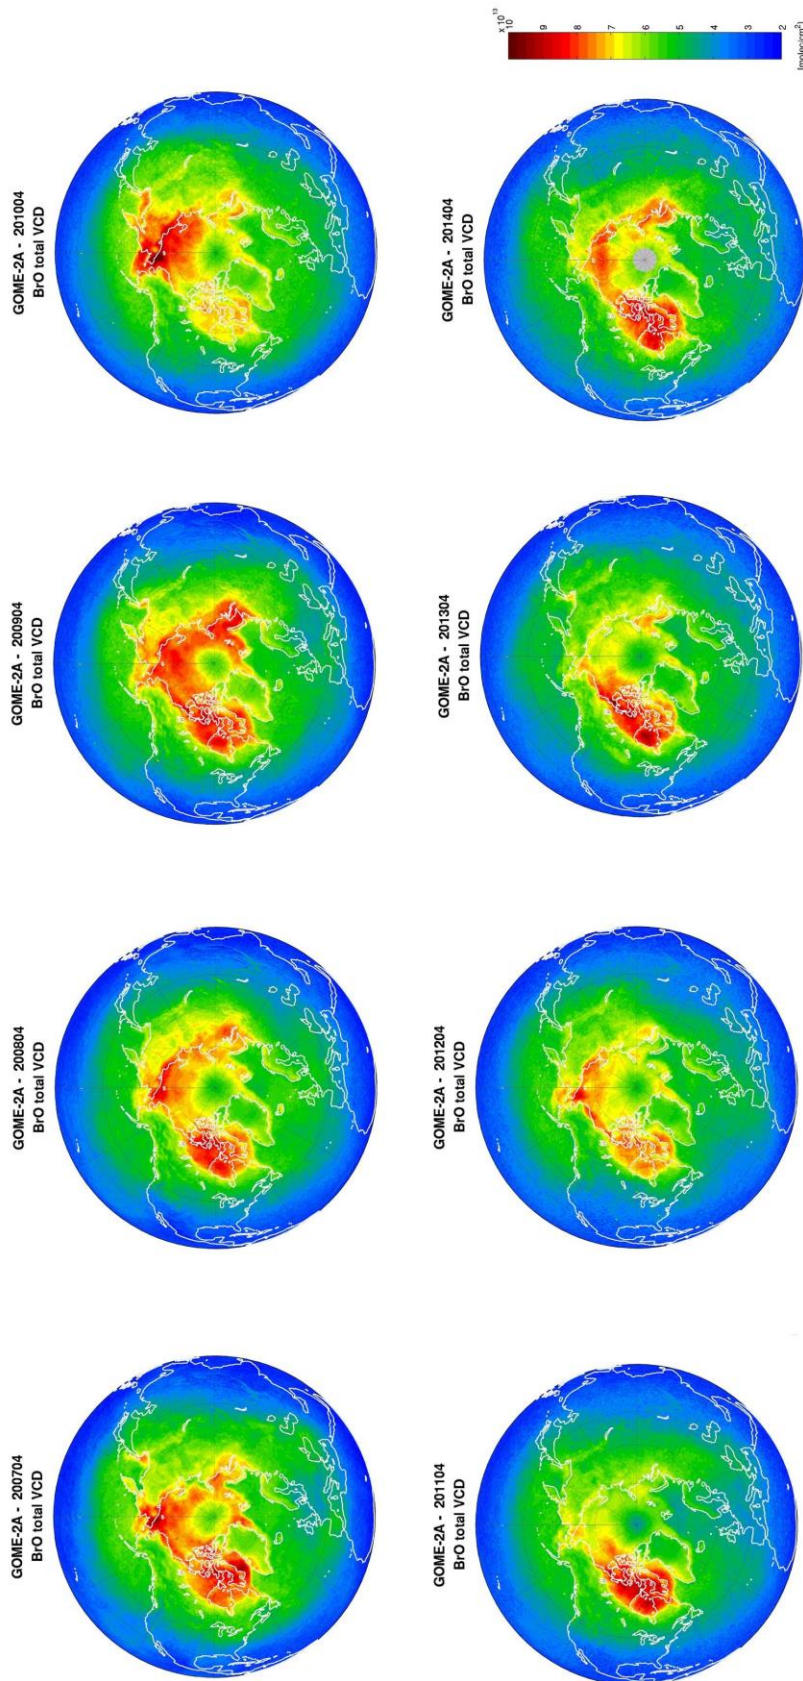 GOME-2A - 200704
BrO total VCD
GOME-2A - 200804
BrO total VCD
GOME-2A - 200904
BrO total VCD
GOME-2A - 201004
BrO total VCD
GOME-2A - 201104
BrO total VCD
GOME-2A - 201204
BrO total VCD
GOME-2A - 201304
BrO total VCD
GOME-2A - 201404
BrO total VCD
x 10¹³
10
9
8
7
6
5
4
3
2
[molec/cm²]